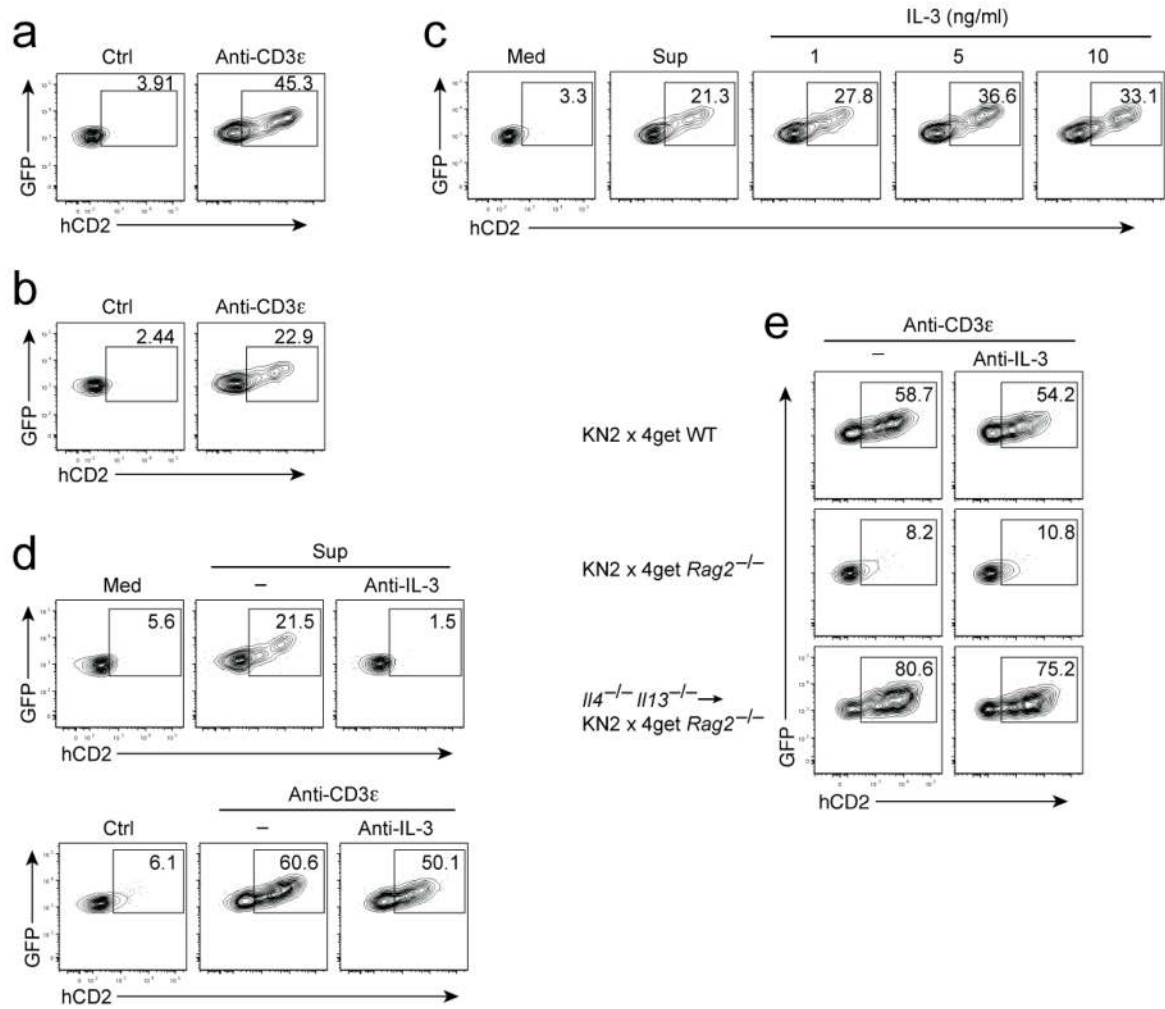 a
Ctrl
Anti-CD3ε
3.91
45.3
GFP
hCD2
b
Ctrl
Anti-CD3ε
2.44
22.9
GFP
hCD2
c
IL-3 (ng/ml)
Med
Sup
1
5
10
3.3
21.3
27.8
36.6
33.1
GFP
hCD2
d
Sup
Med
–
Anti-IL-3
5.6
21.5
1.5
GFP
hCD2
Anti-CD3ε
Ctrl
–
Anti-IL-3
6.1
60.6
50.1
GFP
hCD2
e
Anti-CD3ε
–
Anti-IL-3
KN2 x 4get WT
58.7
54.2
KN2 x 4get Rag2⁻/⁻
8.2
10.8
Il4⁻/⁻ Il13⁻/⁻→
KN2 x 4get Rag2⁻/⁻
80.6
75.2
GFP
hCD2